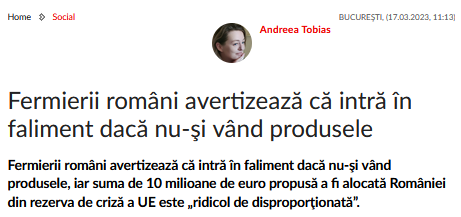 Home » Social
BUCUREŞTI, (17.03.2023, 11:13)
Andreea Tobias
Fermierii români avertizează că intră în
faliment dacă nu-şi vând produsele
Fermierii români avertizează că intră în faliment dacă nu-şi vând
produsele, iar suma de 10 milioane de euro propusă a fi alocată României
din rezerva de criză a UE este „ridicol de disproporţionată”.